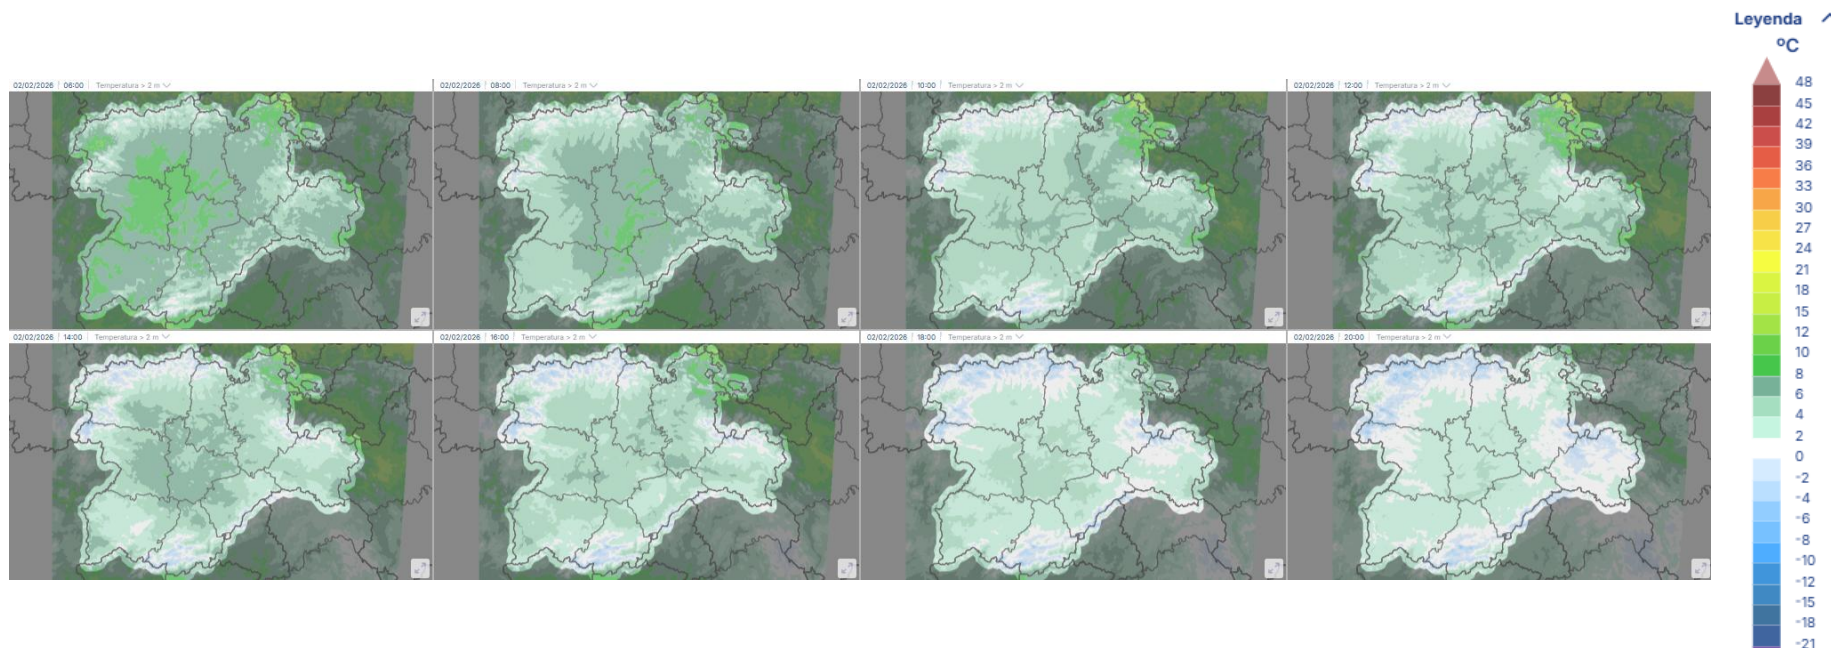 Leyenda
ºC
02/02/2026 06:00 Temperatura > 2 m
02/02/2026 08:00 Temperatura > 2 m
02/02/2026 10:00 Temperatura > 2 m
02/02/2026 12:00 Temperatura > 2 m
02/02/2026 14:00 Temperatura > 2 m
02/02/2026 16:00 Temperatura > 2 m
02/02/2026 18:00 Temperatura > 2 m
02/02/2026 20:00 Temperatura > 2 m
48
45
42
39
36
33
30
27
24
21
18
15
12
10
8
6
4
2
0
-2
-4
-6
-8
-10
-12
-15
-18
-21